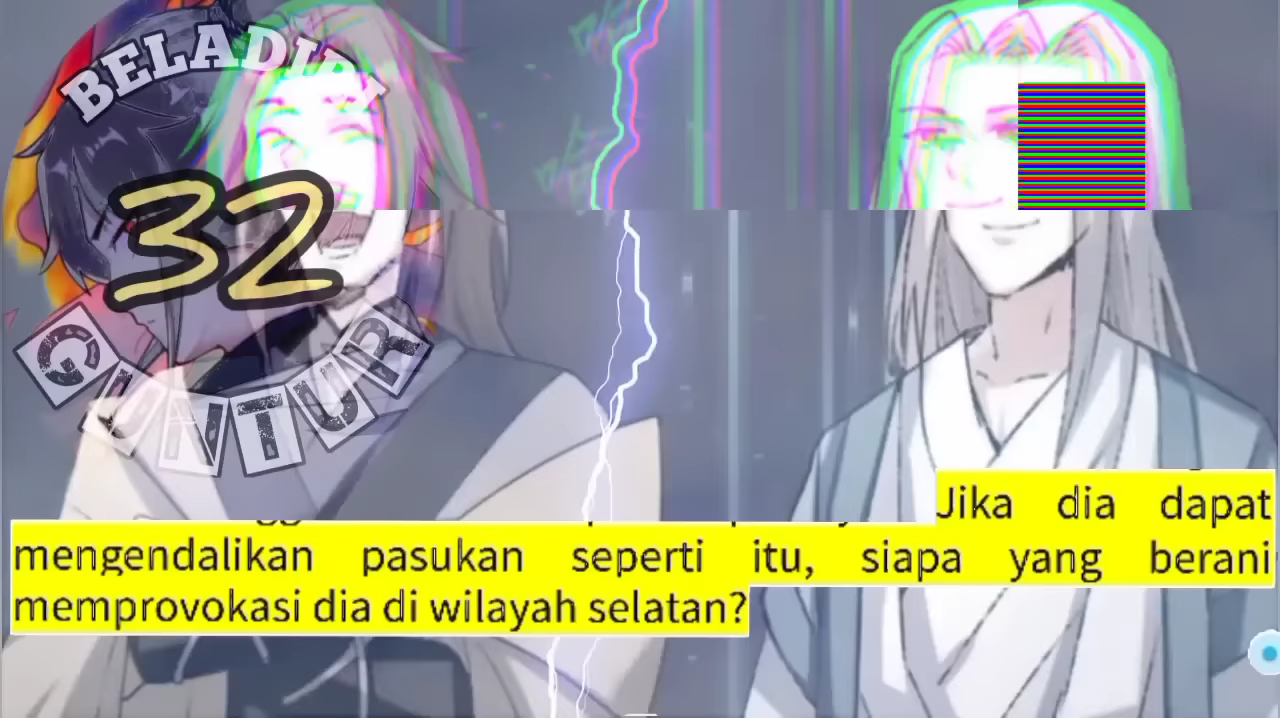 BELADIRI
32
GUNTUR
Jika dia dapat
mengendalikan pasukan seperti itu, siapa yang berani
memprovokasi dia di wilayah selatan?